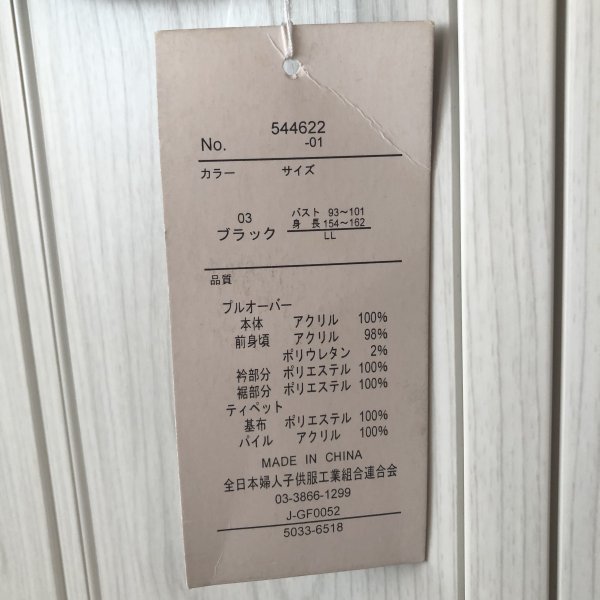 544622
No. -01
カラー サイズ
03 バスト 93～101
ブラック 身 長 154～162
LL
品質
プルオーバー
本体 アクリル 100%
前身頃 アクリル 98%
ポリウレタン 2%
衿部分 ポリエステル 100%
裾部分 ポリエステル 100%
ティペット
基布 ポリエステル 100%
パイル アクリル 100%
MADE IN CHINA
全日本婦人子供服工業組合連合会
03-3866-1299
J-GF0052
5033-6518